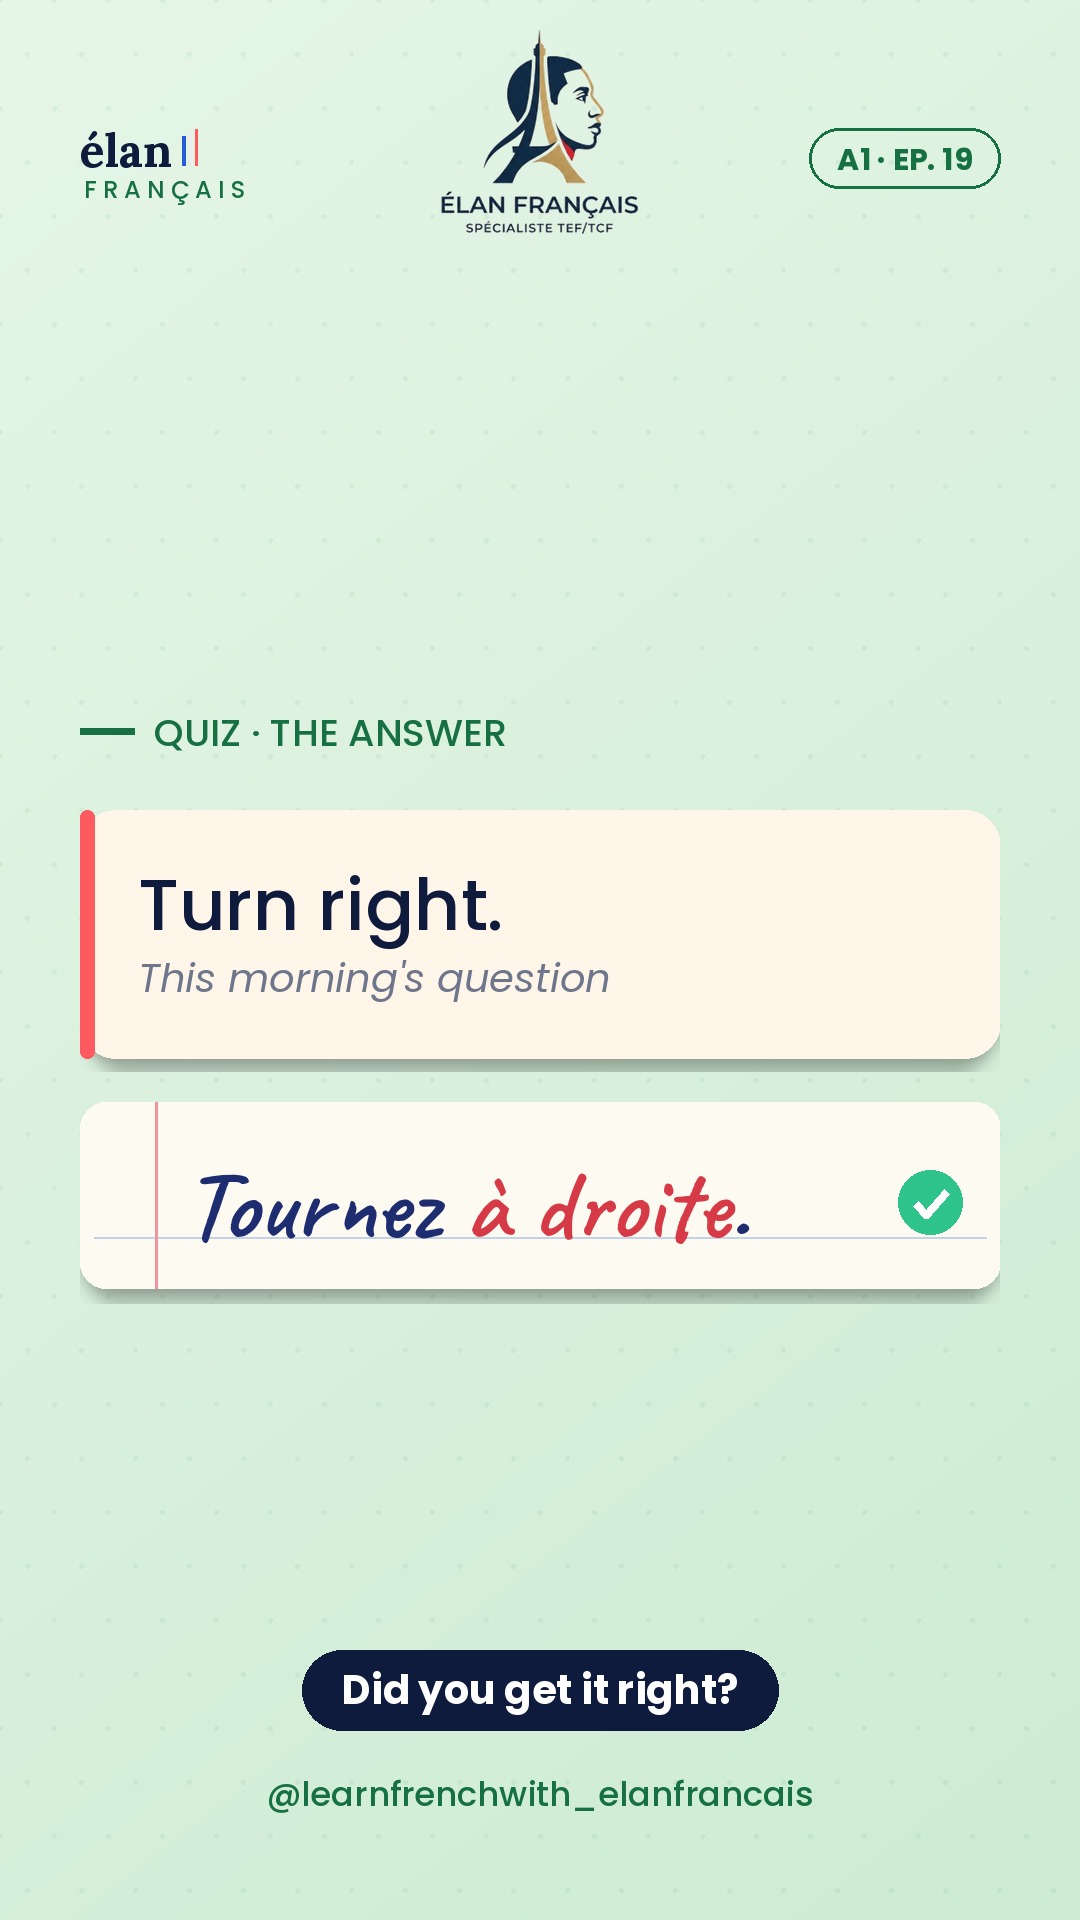 élan
FRANÇAIS
ÉLAN FRANÇAIS
SPÉCIALISTE TEF/TCF
A1 · EP. 19
QUIZ · THE ANSWER
Turn right.
This morning's question
Tournez à droite.
Did you get it right?
@learnfrenchwith_elanfrancais